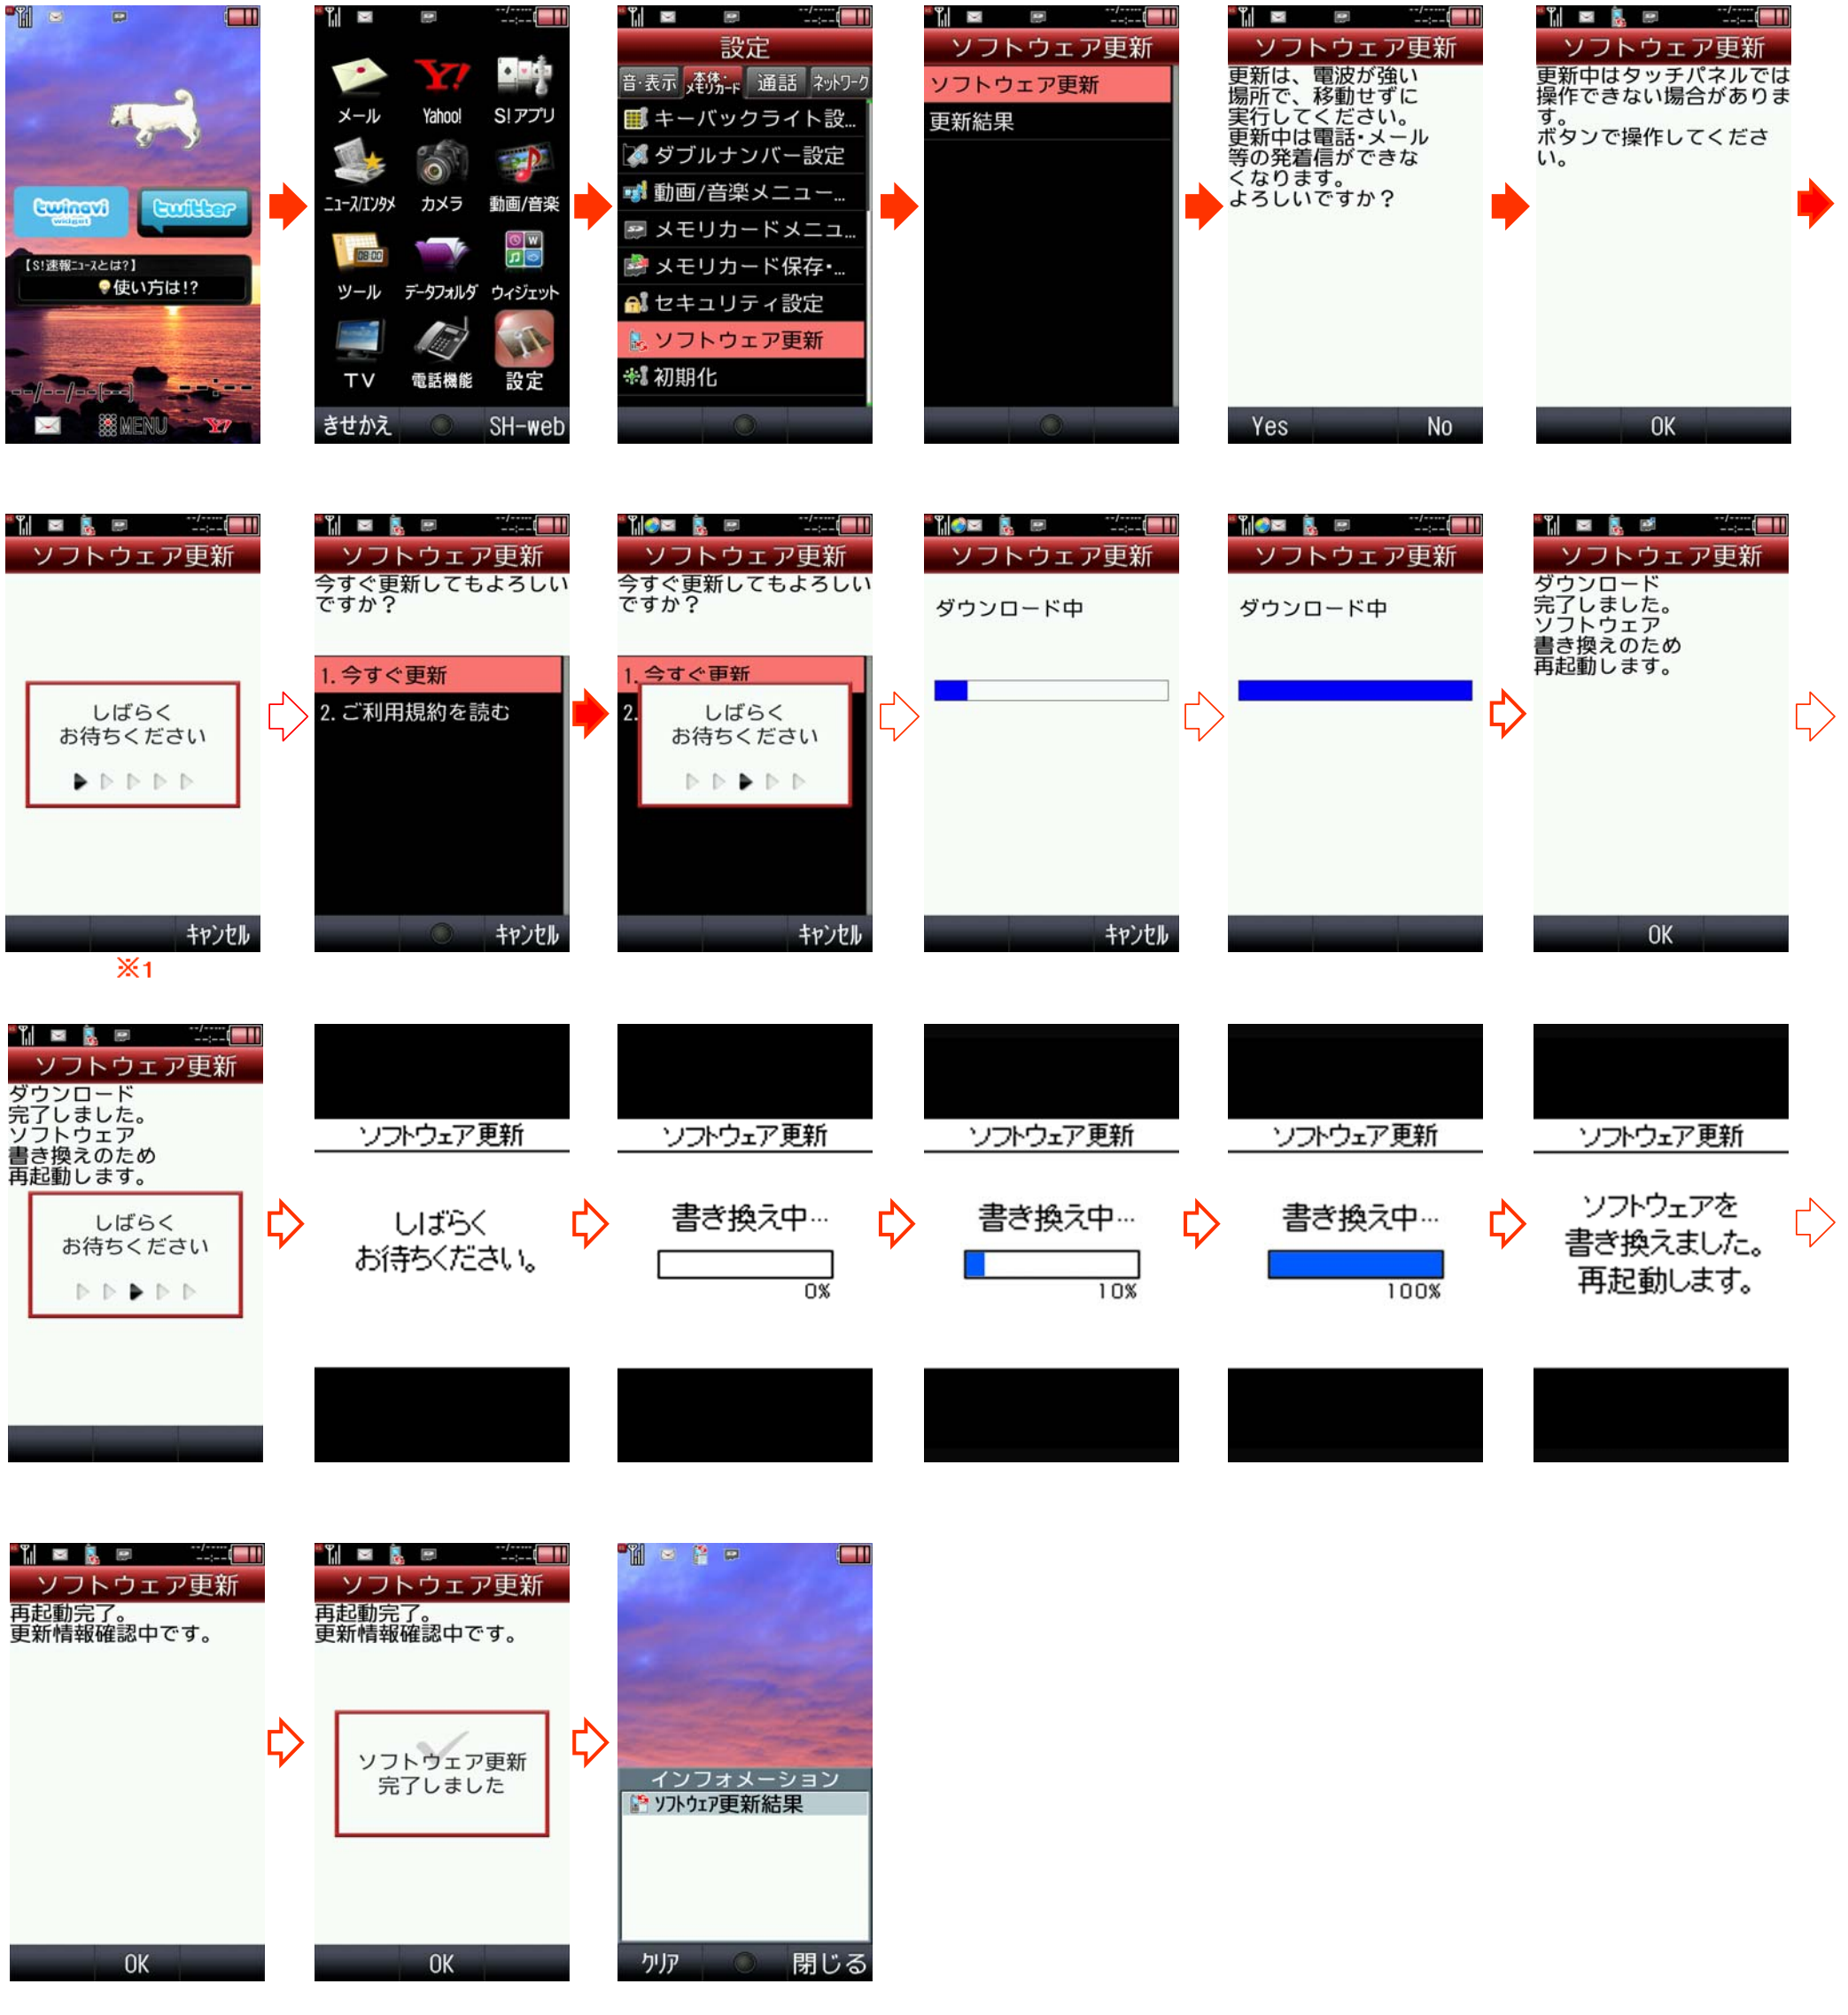 twinavi
widget
twitter
【S!速報ニュースとは?】
使い方は!?
--/--/--(--)
--:--
MENU
Y!
--/-----
--:--
Y!
メール
Yahoo!
S!アプリ
ニュース/エンタメ
カメラ
動画/音楽
ツール
データフォルダ
ウィジェット
TV
電話機能
設定
きせかえ
SH-web
--/-----
--:--
設定
音・表示
本体・メモリカード
通話
ネットワーク
キーバックライト設…
ダブルナンバー設定
動画/音楽メニュー…
メモリカードメニュ…
メモリカード保存・…
セキュリティ設定
ソフトウェア更新
初期化
--/-----
--:--
ソフトウェア更新
ソフトウェア更新
更新結果
--/-----
--:--
ソフトウェア更新
更新は、電波が強い
場所で、移動せずに
実行してください。
更新中は電話・メール
等の発着信ができな
くなります。
よろしいですか？
Yes
No
--/-----
--:--
ソフトウェア更新
更新中はタッチパネルでは
操作できない場合がありま
す。
ボタンで操作してくださ
い。
OK
--/-----
--:--
ソフトウェア更新
しばらく
お待ちください
キャンセル
※1
--/-----
--:--
ソフトウェア更新
今すぐ更新してもよろしい
ですか？
1.今すぐ更新
2.ご利用規約を読む
キャンセル
--/-----
--:--
ソフトウェア更新
今すぐ更新してもよろしい
ですか？
1.今すぐ更新
2.
しばらく
お待ちください
キャンセル
--/-----
--:--
ソフトウェア更新
ダウンロード中
キャンセル
--/-----
--:--
ソフトウェア更新
ダウンロード中
--/-----
--:--
ソフトウェア更新
ダウンロード
完了しました。
ソフトウェア
書き換えのため
再起動します。
OK
--/-----
--:--
ソフトウェア更新
ダウンロード
完了しました。
ソフトウェア
書き換えのため
再起動します。
しばらく
お待ちください
ソフトウェア更新
しばらく
お待ちください。
ソフトウェア更新
書き換え中…
0%
ソフトウェア更新
書き換え中…
10%
ソフトウェア更新
書き換え中…
100%
ソフトウェア更新
ソフトウェアを
書き換えました。
再起動します。
--/-----
--:--
ソフトウェア更新
再起動完了。
更新情報確認中です。
OK
--/-----
--:--
ソフトウェア更新
再起動完了。
更新情報確認中です。
ソフトウェア更新
完了しました
OK
インフォメーション
ソフトウェア更新結果
クリア
閉じる